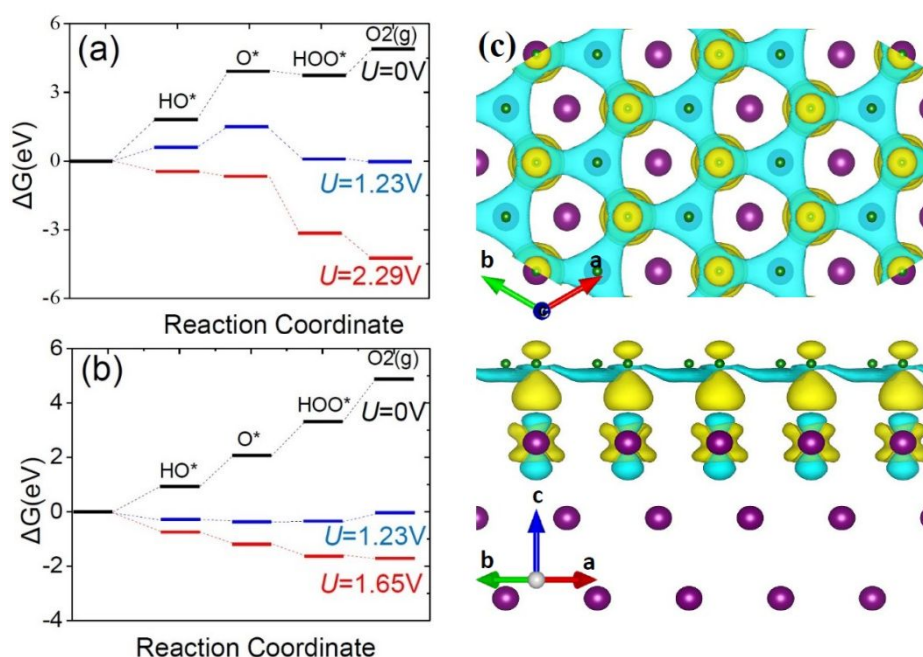 (a)
6
3
0
-3
-6
ΔG(eV)
HO*
O*
HOO*
O2(g)
U=0V
U=1.23V
U=2.29V
Reaction Coordinate
(b)
6
4
2
0
-2
-4
ΔG(eV)
HO*
O*
HOO*
O2(g)
U=0V
U=1.23V
U=1.65V
Reaction Coordinate
(c)
b
a
c
c
b
a